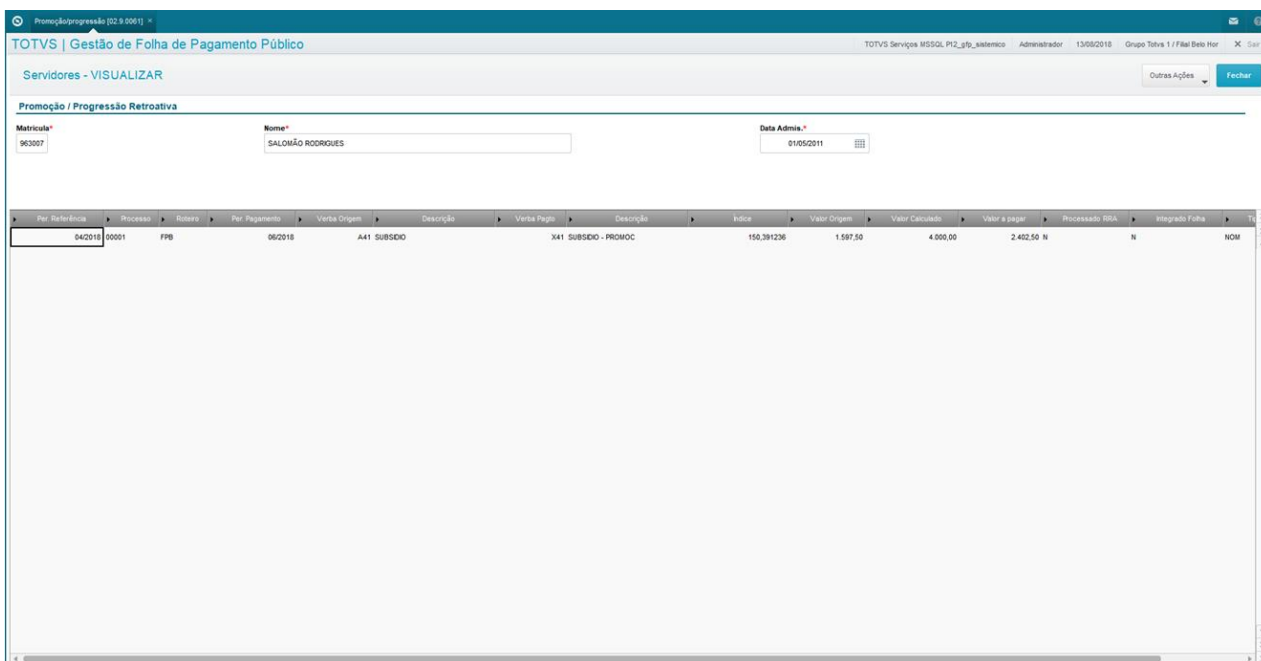 Promoção/progressão [02.9.0061] ×
TOTVS | Gestão de Folha de Pagamento Público
TOTVS Serviços MSSQL P12_gfp_sistemico Administrador 13/08/2018 Grupo Totvs 1 / Filial Belo Hor X Sair
Servidores - VISUALIZAR
Outras Ações
Fechar
Promoção / Progressão Retroativa
Matricula* Nome* Data Admis.*
963007 SALOMÃO RODRIGUES 01/05/2011
Per. Referência Processo Roteiro Per. Pagamento Verba Origem Descrição Verba Pagto Descrição Índice Valor Origem Valor Calculado Valor a pagar Processado RRA Integrado Folha
04/2018 00001 FPB 06/2018 A41 SUBSIDIO X41 SUBSIDIO - PROMOC 150,391236 1.597,50 4.000,00 2.402,50 N N NOM